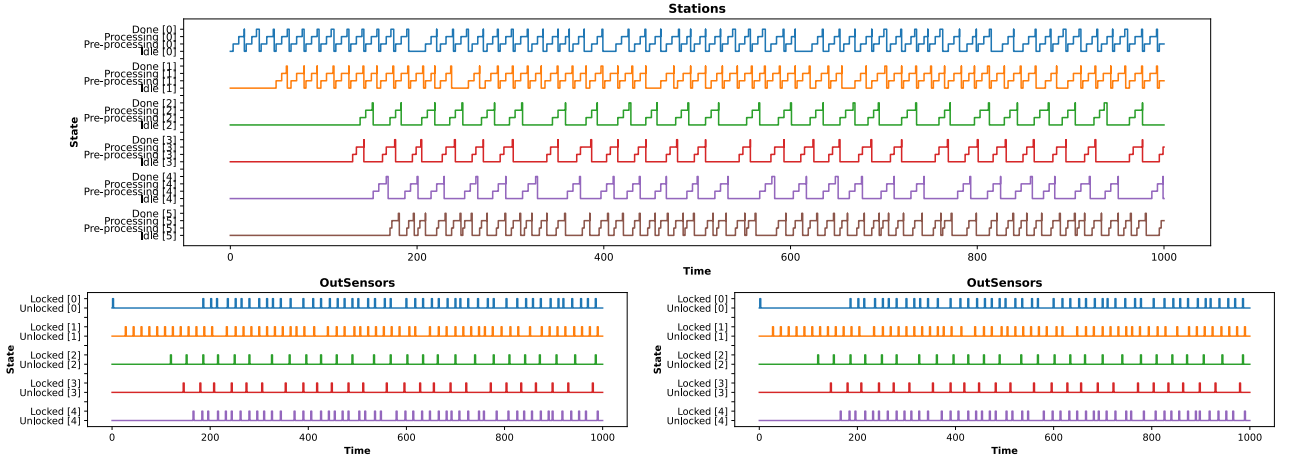 Stations
Done [0]
Processing [0]
Pre-processing [0]
Idle [0]
Done [1]
Processing [1]
Pre-processing [1]
Idle [1]
Done [2]
Processing [2]
Pre-processing [2]
Idle [2]
Done [3]
Processing [3]
Pre-processing [3]
Idle [3]
Done [4]
Processing [4]
Pre-processing [4]
Idle [4]
Done [5]
Processing [5]
Pre-processing [5]
Idle [5]
State
0 200 400 600 800 1000
Time
OutSensors
Locked [0]
Unlocked [0]
Locked [1]
Unlocked [1]
Locked [2]
Unlocked [2]
Locked [3]
Unlocked [3]
Locked [4]
Unlocked [4]
State
0 200 400 600 800 1000
Time
OutSensors
Locked [0]
Unlocked [0]
Locked [1]
Unlocked [1]
Locked [2]
Unlocked [2]
Locked [3]
Unlocked [3]
Locked [4]
Unlocked [4]
State
0 200 400 600 800 1000
Time